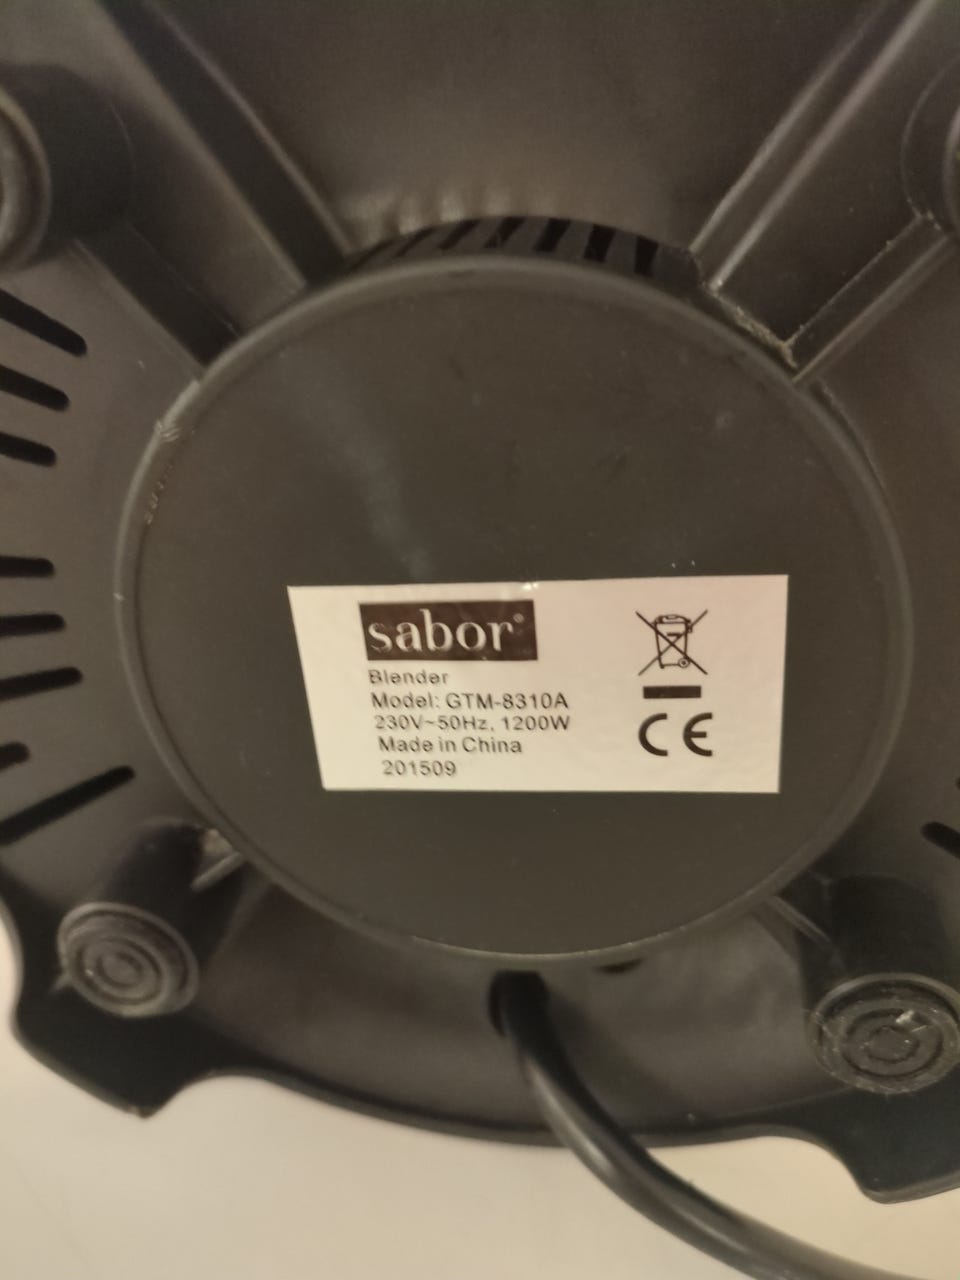 sabor®
Blender
Model: GTM-8310A
230V~50Hz, 1200W
Made in China
201509
CE